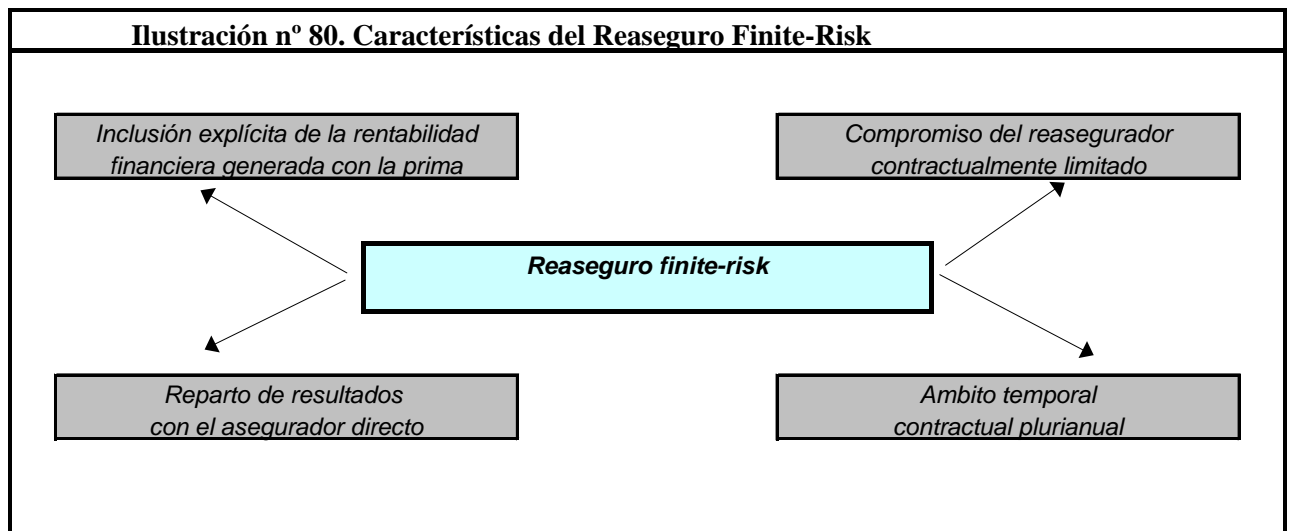 Ilustración nº 80. Características del Reaseguro Finite-Risk
Inclusión explícita de la rentabilidad
financiera generada con la prima
Compromiso del reasegurador
contractualmente limitado
Reaseguro finite-risk
Reparto de resultados
con el asegurador directo
Ambito temporal
contractual plurianual